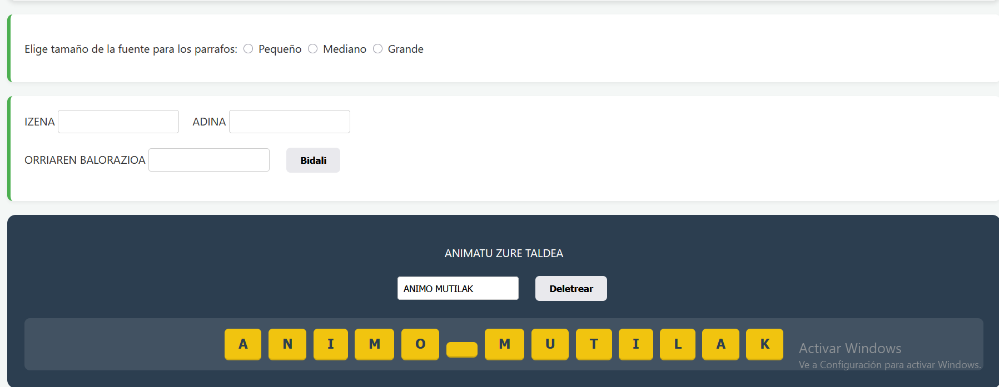 Elige tamaño de la fuente para los parrafos: Pequeño Mediano Grande
IZENA ADINA
ORRIAREN BALORAZIOA Bidali
ANIMATU ZURE TALDEA
ANIMO MUTILAK Deletrear
A N I M O M U T I L A K
Activar Windows
Ve a Configuración para activar Windows.